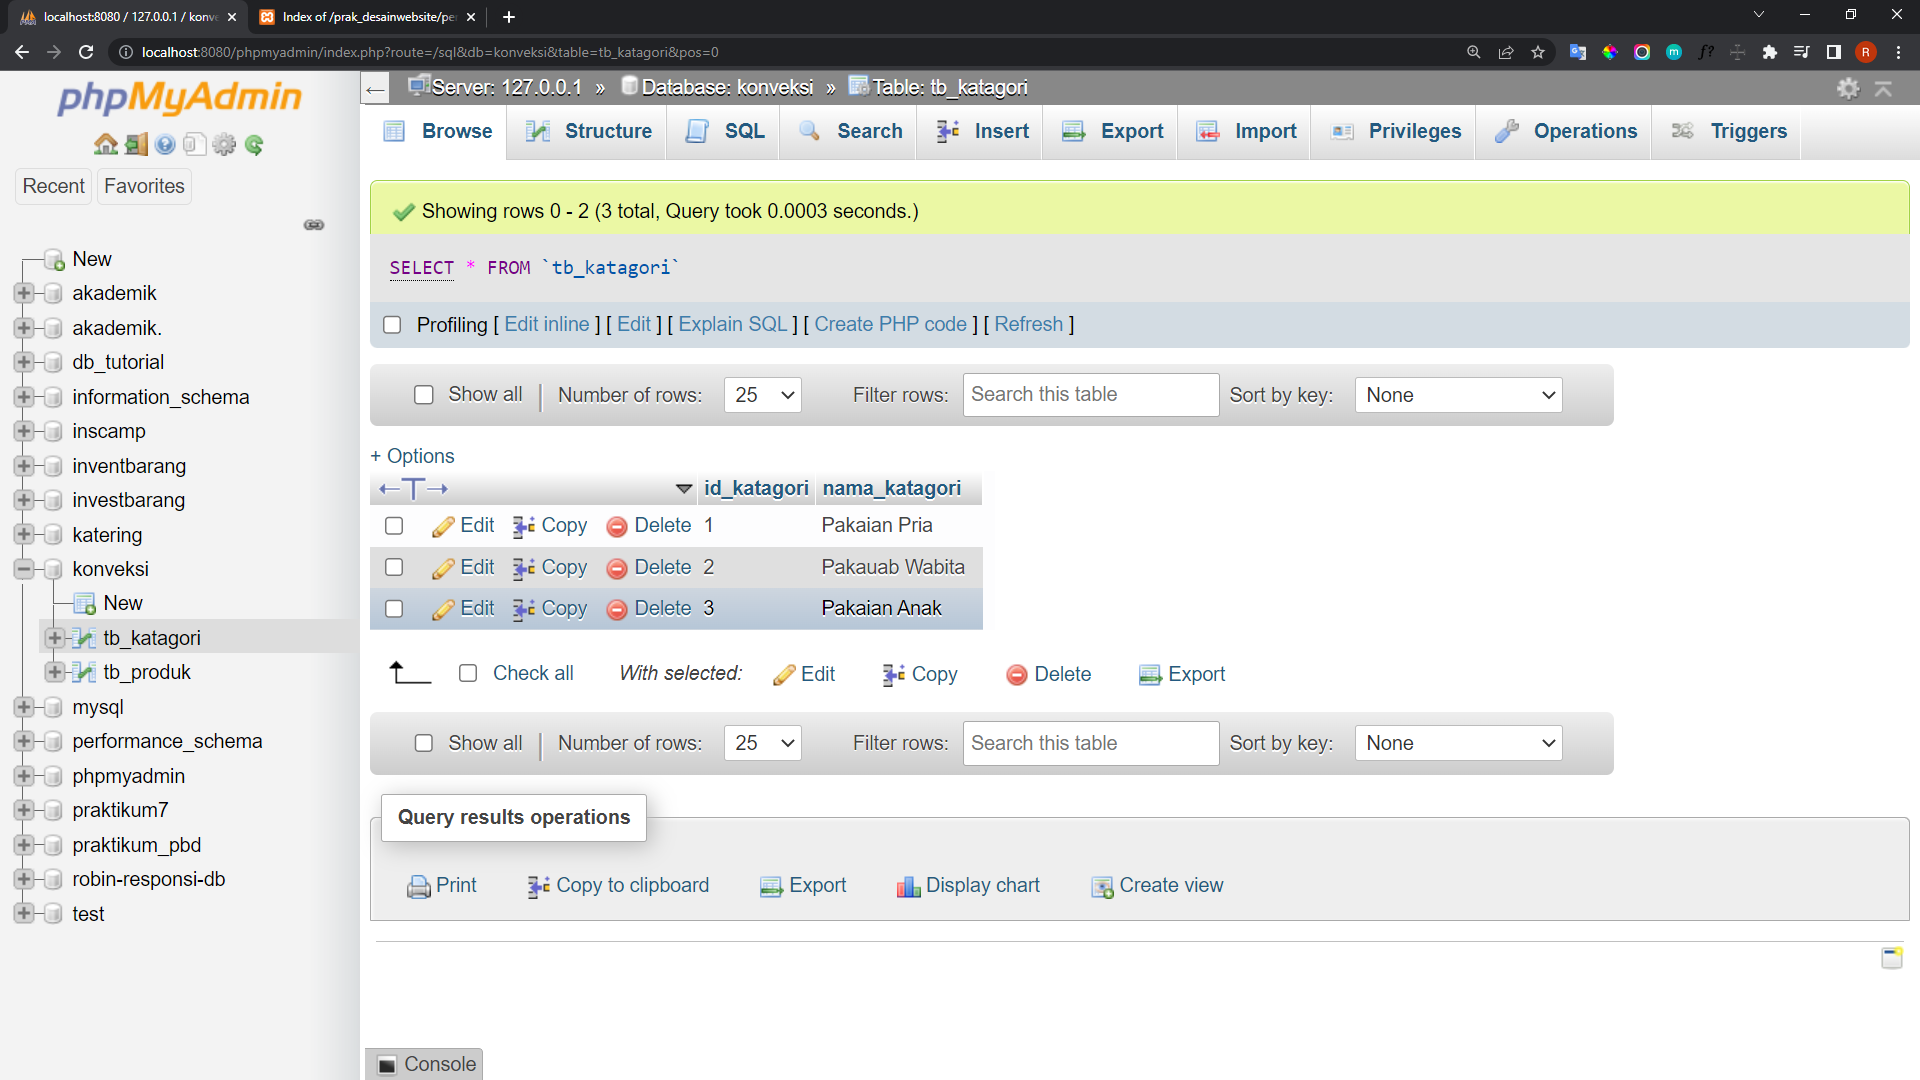 localhost:8080 / 127.0.0.1 / konve
Index of /prak_desainwebsite/per
localhost:8080/phpmyadmin/index.php?route=/sql&db=konveksi&table=tb_katagori&pos=0
R
phpMyAdmin
Recent
Favorites
New
akademik
akademik.
db_tutorial
information_schema
inscamp
inventbarang
investbarang
katering
konveksi
New
tb_katagori
tb_produk
mysql
performance_schema
phpmyadmin
praktikum7
praktikum_pbd
robin-responsi-db
test
Server: 127.0.0.1 » Database: konveksi » Table: tb_katagori
Browse Structure SQL Search Insert Export Import Privileges Operations Triggers
Showing rows 0 - 2 (3 total, Query took 0.0003 seconds.)
SELECT * FROM `tb_katagori`
Profiling [ Edit inline ] [ Edit ] [ Explain SQL ] [ Create PHP code ] [ Refresh ]
Show all | Number of rows: 25 Filter rows: Search this table Sort by key: None
+ Options
←T→ id_katagori nama_katagori
Edit Copy Delete 1 Pakaian Pria
Edit Copy Delete 2 Pakauab Wabita
Edit Copy Delete 3 Pakaian Anak
Check all With selected: Edit Copy Delete Export
Show all | Number of rows: 25 Filter rows: Search this table Sort by key: None
Query results operations
Print Copy to clipboard Export Display chart Create view
Console